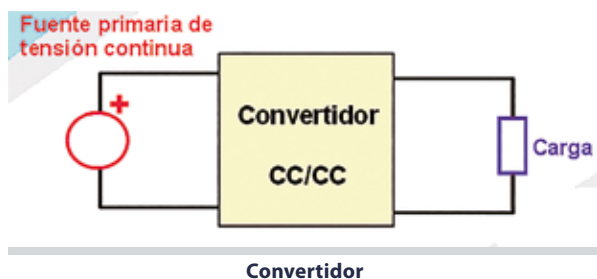 Fuente primaria de
tensión continua
+
Convertidor
CC/CC
Carga
Convertidor